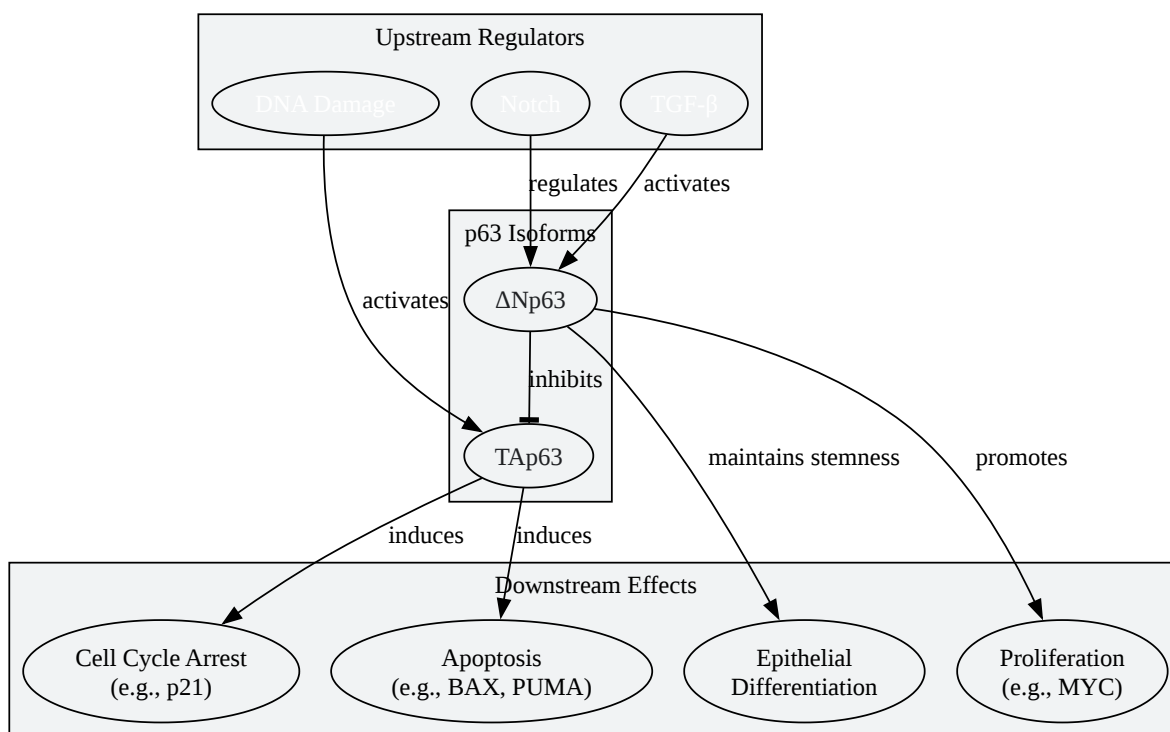 Upstream Regulators
DNA Damage
Notch
TGF-β
regulates
activates
p63 Isoforms
ΔNp63
activates
inhibits
TAp63
maintains stemness
promotes
induces
induces
Downstream Effects
Cell Cycle Arrest
(e.g., p21)
Apoptosis
(e.g., BAX, PUMA)
Epithelial
Differentiation
Proliferation
(e.g., MYC)